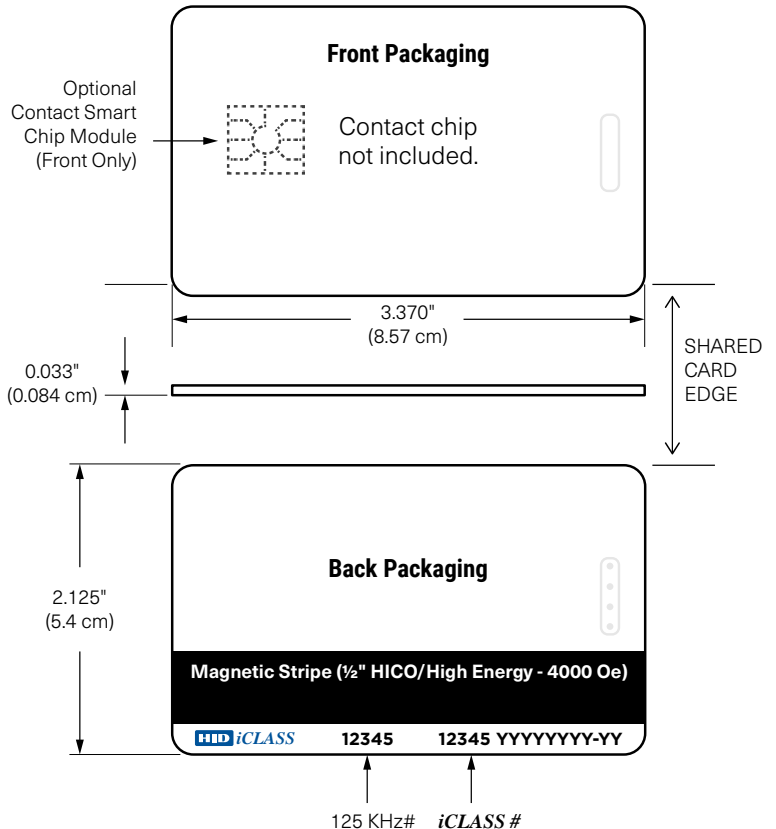 Front Packaging
Optional
Contact Smart
Chip Module
(Front Only)
Contact chip
not included.
3.370"
(8.57 cm)
SHARED
CARD
EDGE
0.033"
(0.084 cm)
Back Packaging
2.125"
(5.4 cm)
Magnetic Stripe (½" HICO/High Energy - 4000 Oe)
HID iCLASS 12345 12345 YYYYYYYY-YY
125 KHz# iCLASS #